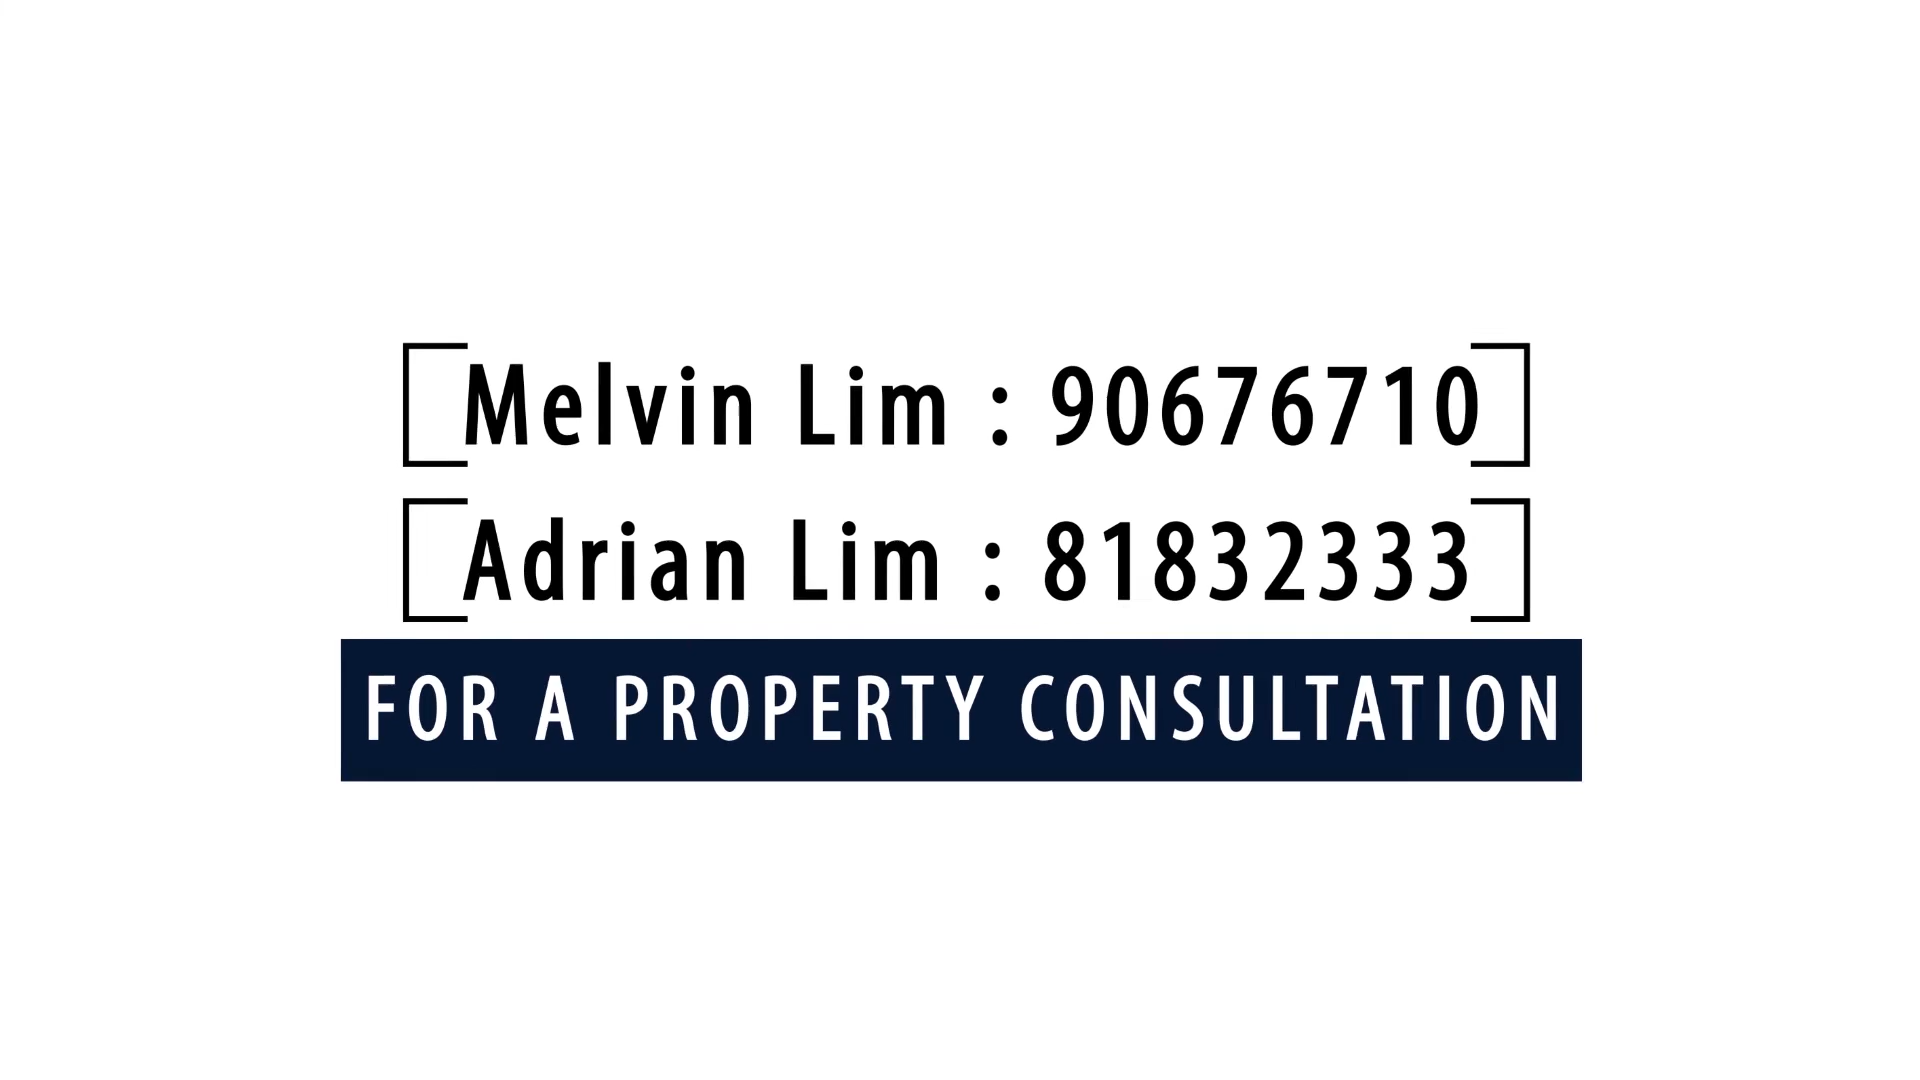 Melvin Lim : 90676710
Adrian Lim : 81832333
FOR A PROPERTY CONSULTATION